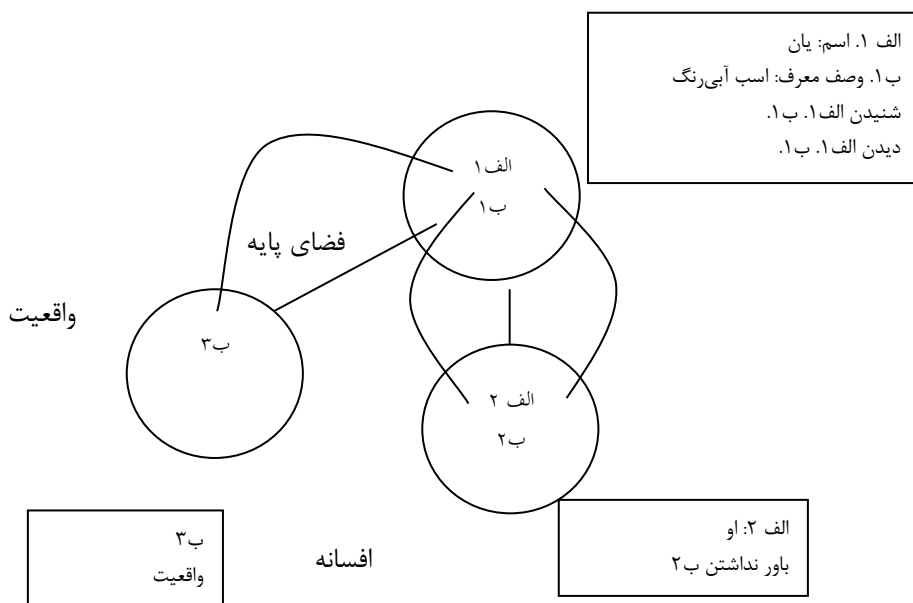 الف ۱. اسم: یان
ب۱. وصف معرف: اسب آبی‌رنگ
شنیدن الف۱. ب۱.
دیدن الف۱. ب۱.
الف۱
ب۱
فضای پایه
واقعیت
ب۳
الف ۲
ب۲
الف ۲: او
باور نداشتن ب۲
افسانه
ب۳
واقعیت